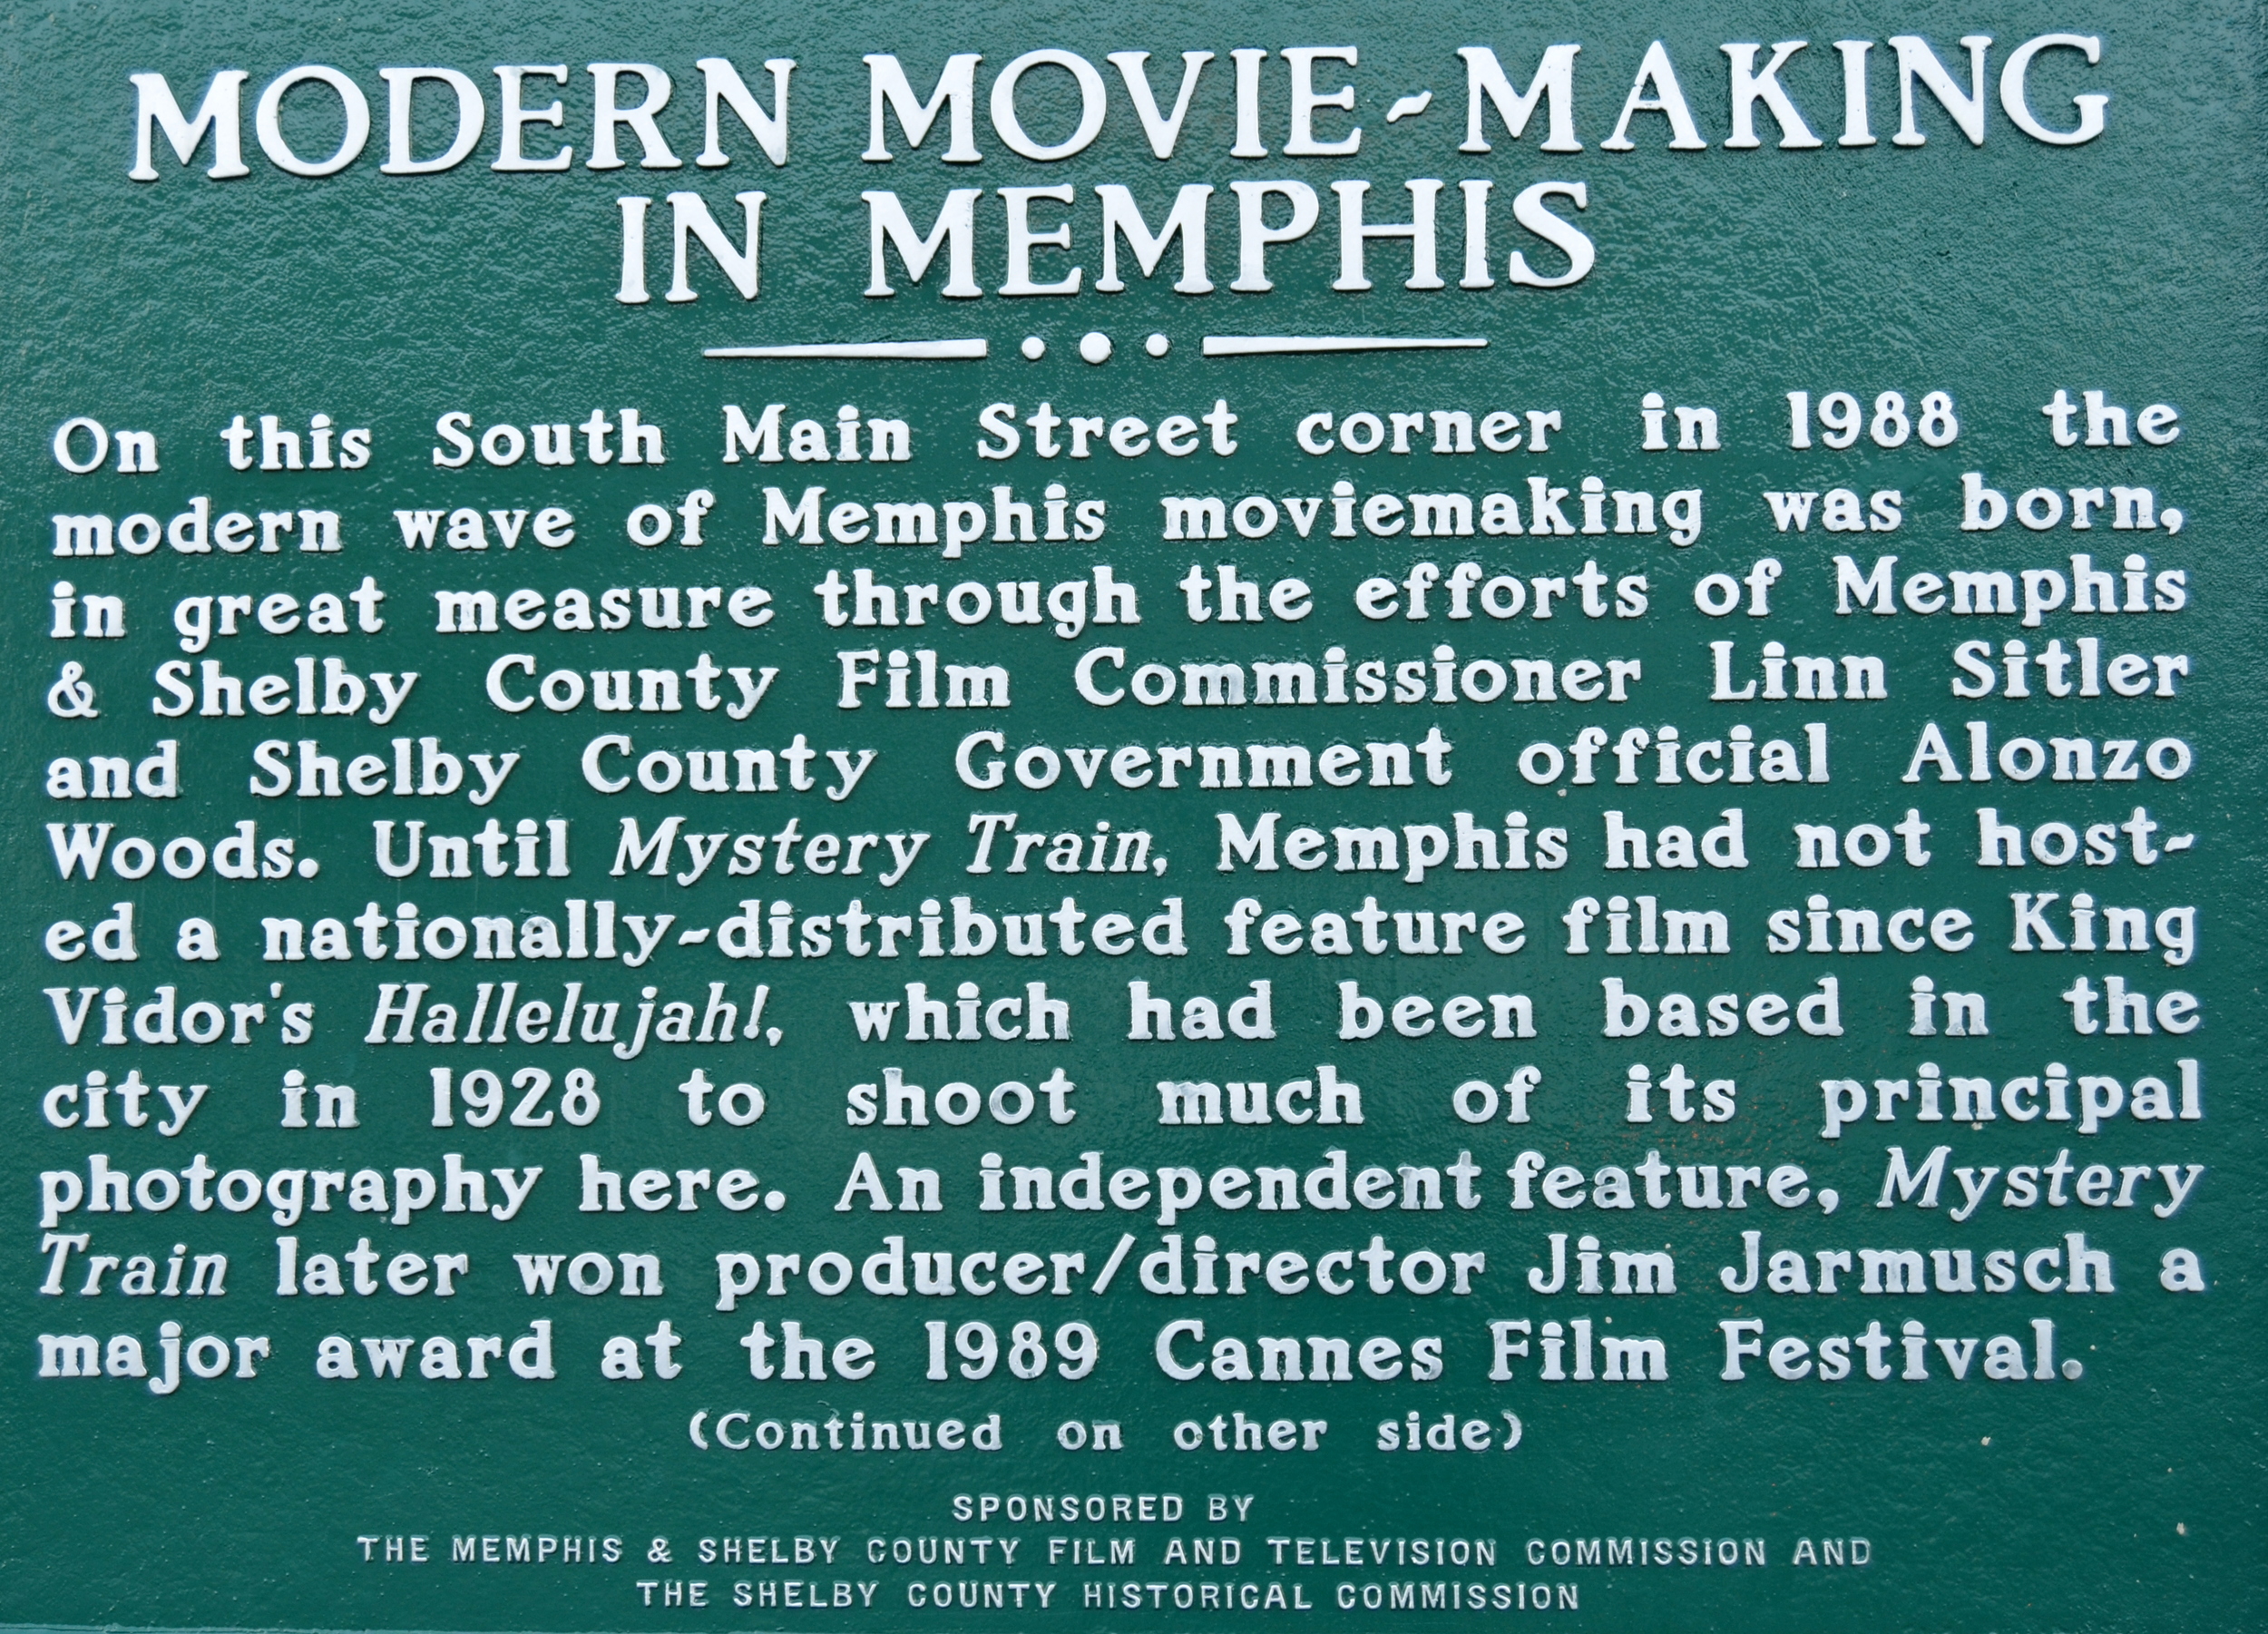 MODERN MOVIE-MAKING
IN MEMPHIS
On this South Main Street corner in 1988 the
modern wave of Memphis moviemaking was born,
in great measure through the efforts of Memphis
& Shelby County Film Commissioner Linn Sitler
and Shelby County Government official Alonzo
Woods. Until Mystery Train, Memphis had not host-
ed a nationally-distributed feature film since King
Vidor's Hallelujah!, which had been based in the
city in 1928 to shoot much of its principal
photography here. An independent feature, Mystery
Train later won producer/director Jim Jarmusch a
major award at the 1989 Cannes Film Festival.
(Continued on other side)
SPONSORED BY
THE MEMPHIS & SHELBY COUNTY FILM AND TELEVISION COMMISSION AND
THE SHELBY COUNTY HISTORICAL COMMISSION